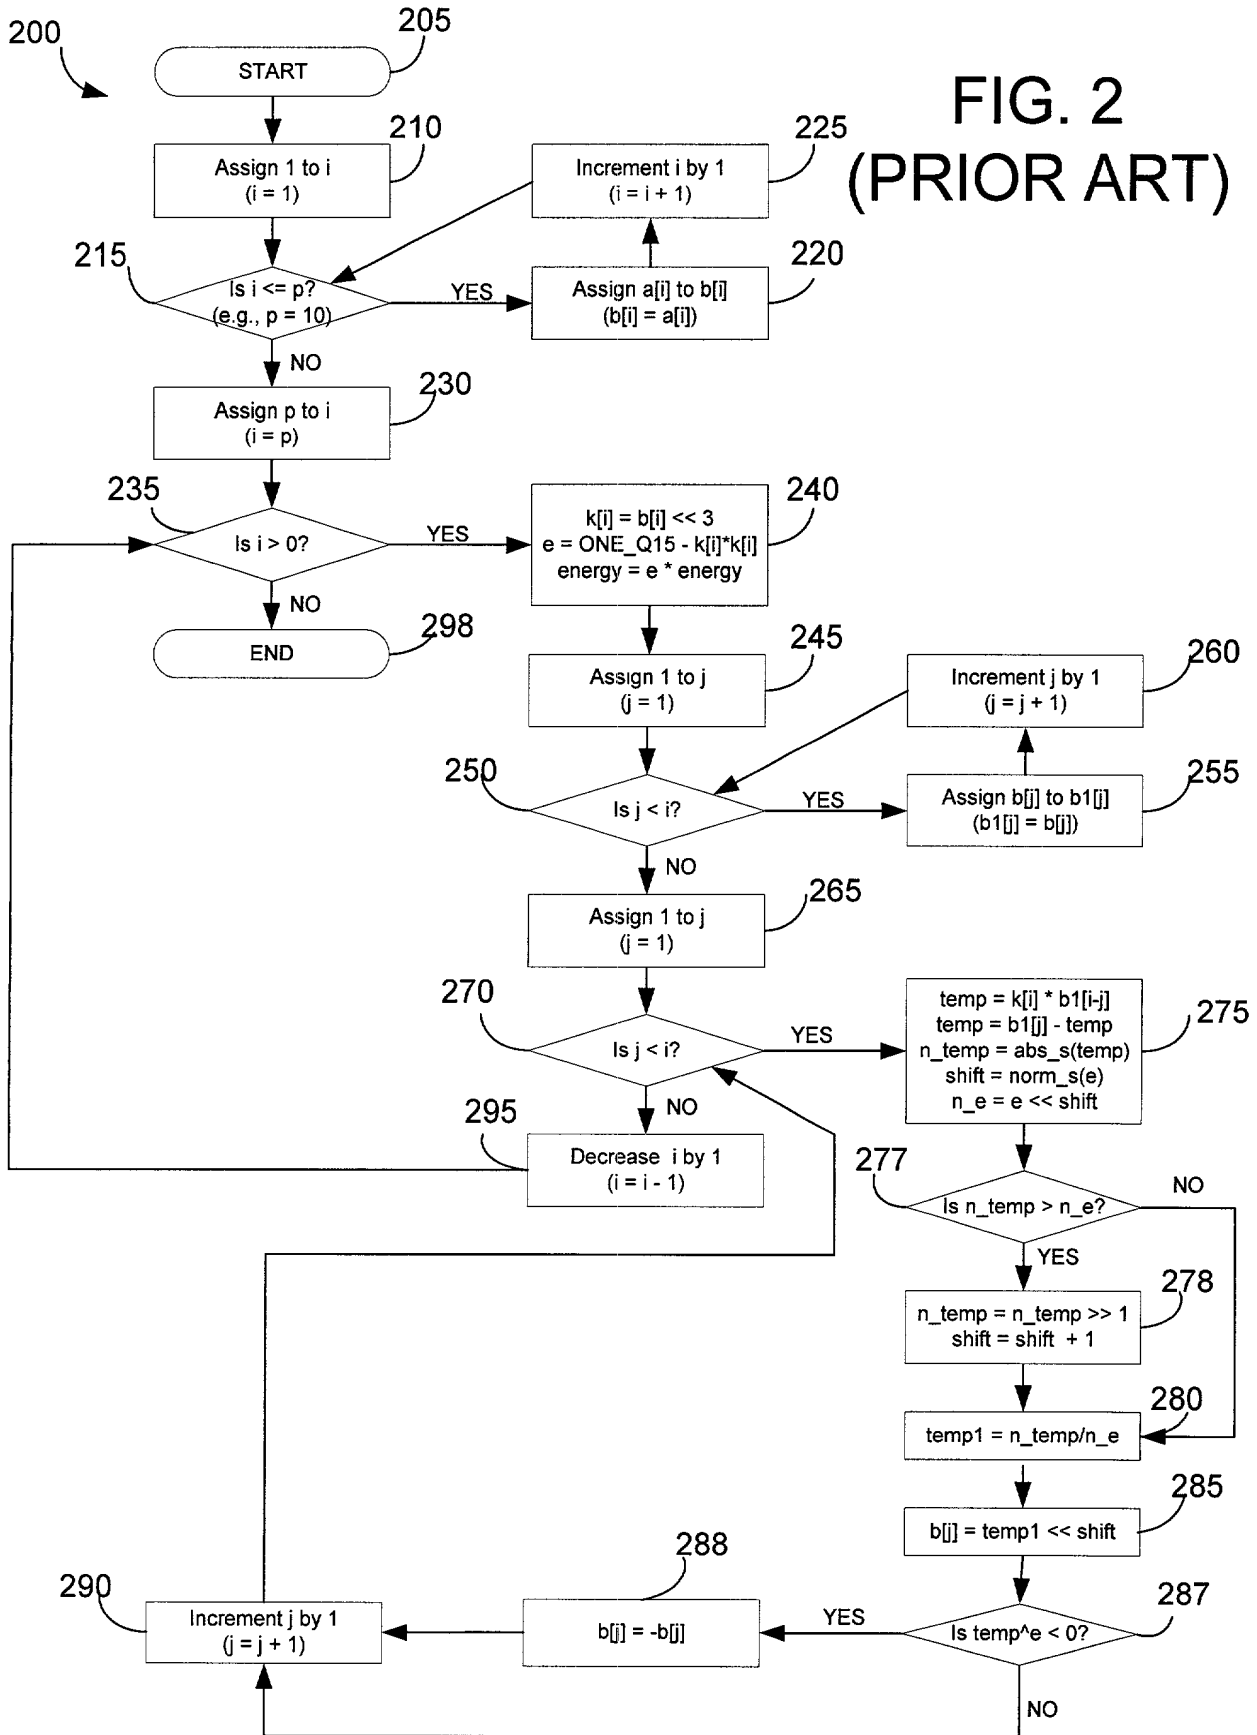 200
205
START
FIG. 2
(PRIOR ART)
210
Assign 1 to i
(i = 1)
225
Increment i by 1
(i = i + 1)
215
Is i <= p?
(e.g., p = 10)
YES
220
Assign a[i] to b[i]
(b[i] = a[i])
NO
230
Assign p to i
(i = p)
235
Is i > 0?
YES
240
k[i] = b[i] << 3
e = ONE_Q15 - k[i]*k[i]
energy = e * energy
NO
298
END
245
Assign 1 to j
(j = 1)
260
Increment j by 1
(j = j + 1)
250
Is j < i?
YES
255
Assign b[j] to b1[j]
(b1[j] = b[j])
NO
265
Assign 1 to j
(j = 1)
270
Is j < i?
YES
275
temp = k[i] * b1[i-j]
temp = b1[j] - temp
n_temp = abs_s(temp)
shift = norm_s(e)
n_e = e << shift
NO
295
Decrease i by 1
(i = i - 1)
277
Is n_temp > n_e?
NO
YES
278
n_temp = n_temp >> 1
shift = shift + 1
280
temp1 = n_temp/n_e
285
b[j] = temp1 << shift
290
Increment j by 1
(j = j + 1)
288
b[j] = -b[j]
YES
287
Is temp^e < 0?
NO